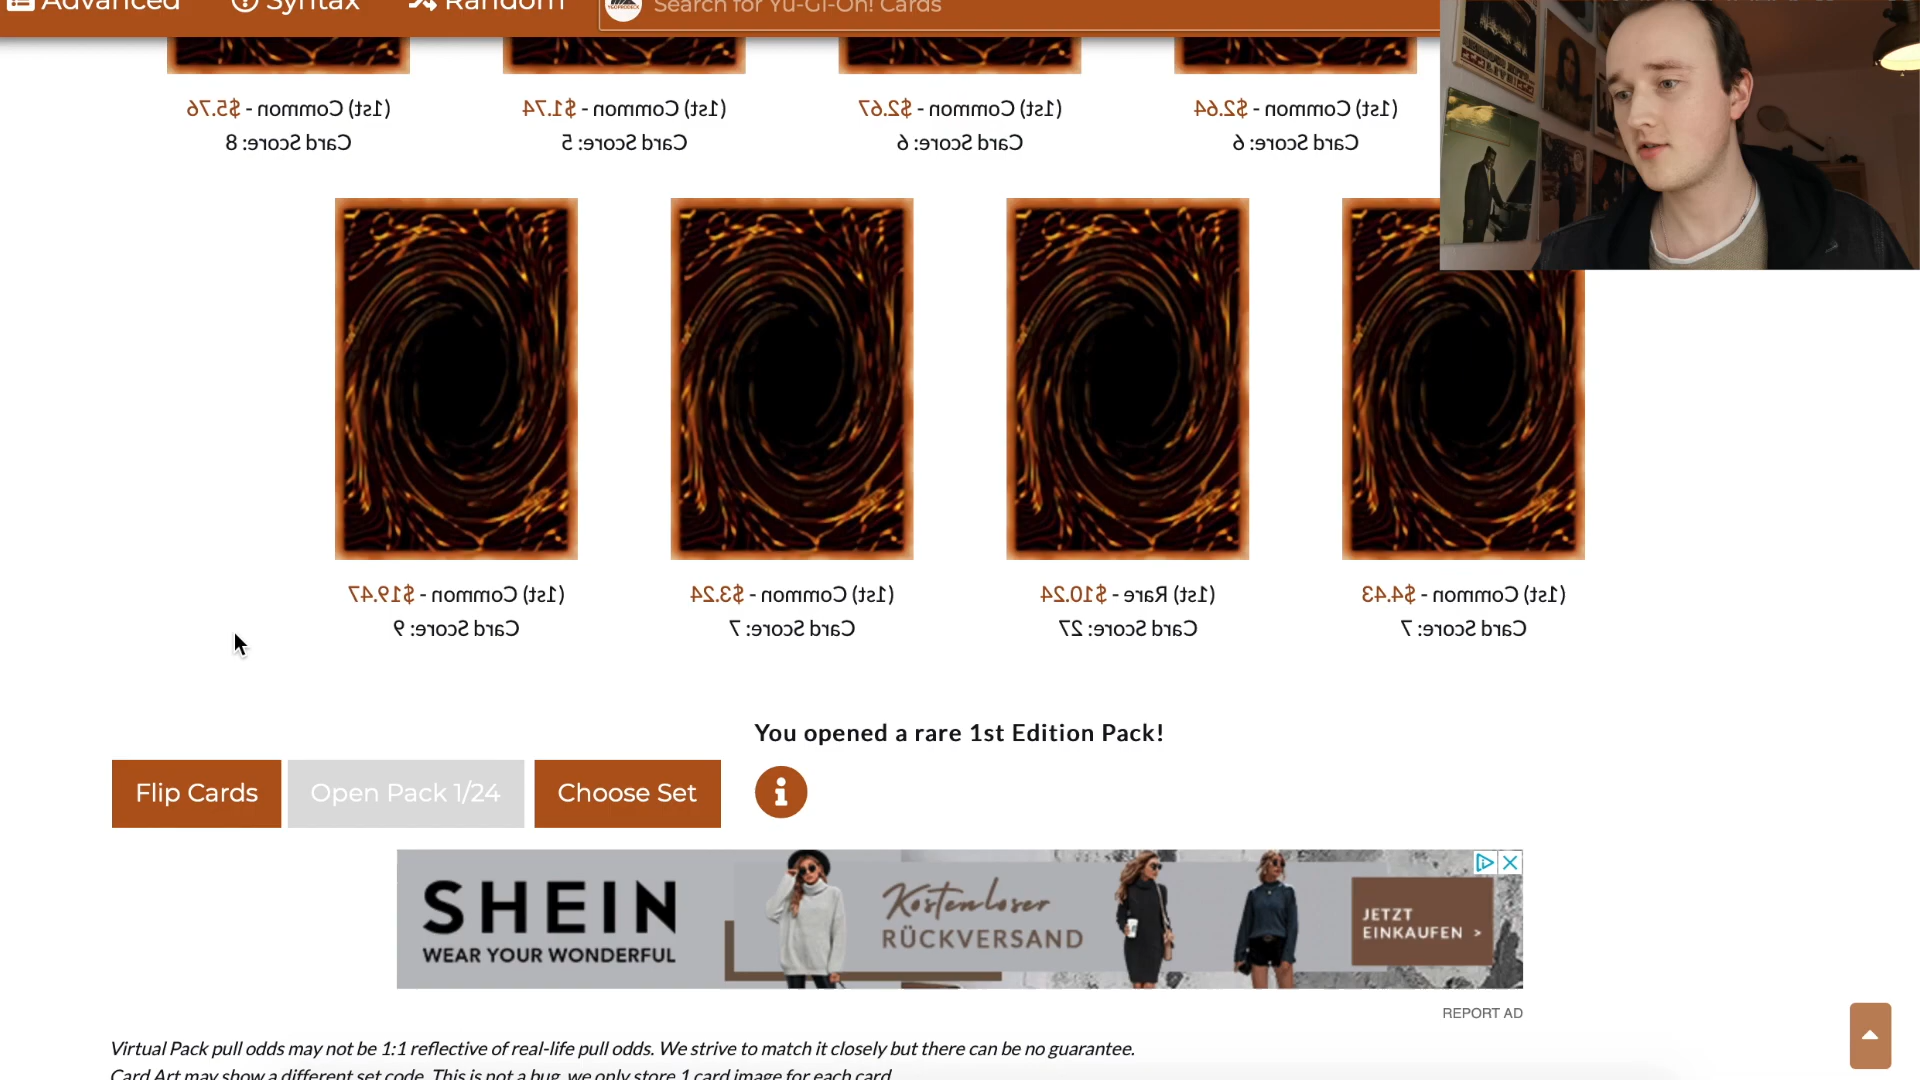 Advanced Syntax Random Search for Yu-Gi-Oh! Cards
(1st) Common - $5.76 (1st) Common - $1.74 (1st) Common - $2.67 (1st) Common - $2.64
Card Score: 8 Card Score: 5 Card Score: 6 Card Score: 6
(1st) Common - $19.47 (1st) Common - $3.24 (1st) Rare - $10.24 (1st) Common - $4.43
Card Score: 9 Card Score: 7 Card Score: 27 Card Score: 7
You opened a rare 1st Edition Pack!
Flip Cards Open Pack 1/24 Choose Set
SHEIN
WEAR YOUR WONDERFUL
Kostenloser
RÜCKVERSAND
JETZT
EINKAUFEN >
REPORT AD
Virtual Pack pull odds may not be 1:1 reflective of real-life pull odds. We strive to match it closely but there can be no guarantee.
Card Art may show a different set code. This is not a bug, we only store 1 card image for each card.